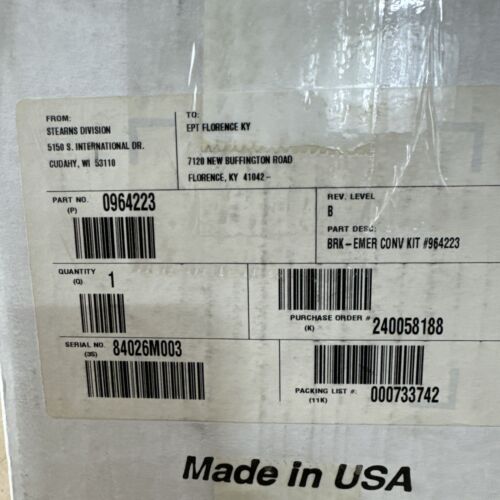 FROM:
STEARNS DIVISION
5150 S. INTERNATIONAL DR.
CUDAHY, WI 53110
TO:
EPT FLORENCE KY
7120 NEW BUFFINGTON ROAD
FLORENCE, KY 41042-
PART NO. 0964223
(P)
REV. LEVEL
B
PART DESC:
BRK-EMER CONV KIT #964223
QUANTITY 1
(Q)
PURCHASE ORDER # 240058188
(K)
SERIAL NO. 84026M003
(3S)
PACKING LIST #: 000733742
(11K)
Made in USA